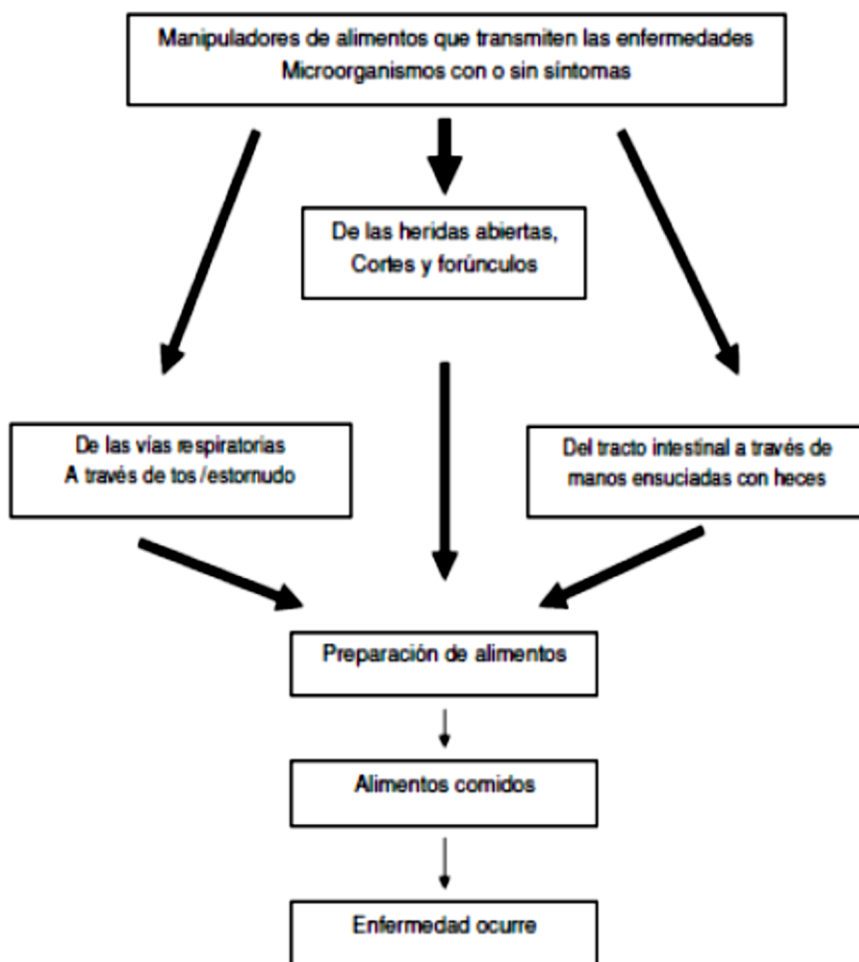 Manipuladores de alimentos que transmiten las enfermedades
Microorganismos con o sin síntomas
De las heridas abiertas,
Cortes y forúnculos
De las vías respiratorias
A través de tos /estornudo
Del tracto intestinal a través de
manos ensuciadas con heces
Preparación de alimentos
Alimentos comidos
Enfermedad ocurre